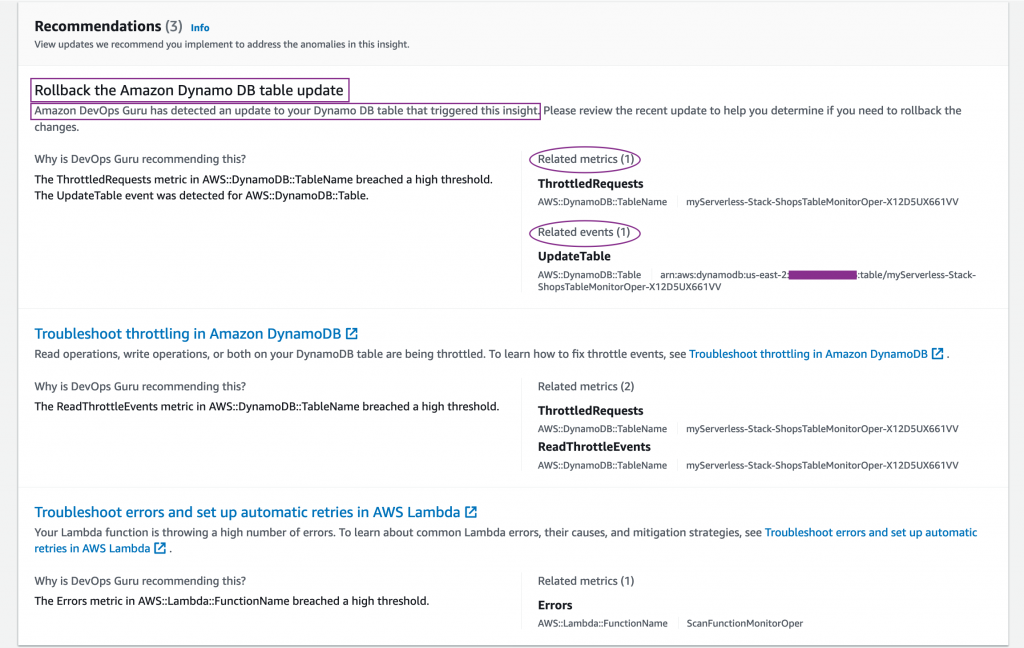 Recommendations (3) Info
View updates we recommend you implement to address the anomalies in this insight.
Rollback the Amazon Dynamo DB table update
Amazon DevOps Guru has detected an update to your Dynamo DB table that triggered this insight. Please review the recent update to help you determine if you need to rollback the
changes.
Why is DevOps Guru recommending this?
The ThrottledRequests metric in AWS::DynamoDB::TableName breached a high threshold.
The UpdateTable event was detected for AWS::DynamoDB::Table.
Related metrics (1)
ThrottledRequests
AWS::DynamoDB::TableName myServerless-Stack-ShopsTableMonitorOper-X12D5UX661VV
Related events (1)
UpdateTable
AWS::DynamoDB::Table arn:aws:dynamodb:us-east-2: :table/myServerless-Stack-
ShopsTableMonitorOper-X12D5UX661VV
Troubleshoot throttling in Amazon DynamoDB
Read operations, write operations, or both on your DynamoDB table are being throttled. To learn how to fix throttle events, see Troubleshoot throttling in Amazon DynamoDB .
Why is DevOps Guru recommending this?
The ReadThrottleEvents metric in AWS::DynamoDB::TableName breached a high threshold.
Related metrics (2)
ThrottledRequests
AWS::DynamoDB::TableName myServerless-Stack-ShopsTableMonitorOper-X12D5UX661VV
ReadThrottleEvents
AWS::DynamoDB::TableName myServerless-Stack-ShopsTableMonitorOper-X12D5UX661VV
Troubleshoot errors and set up automatic retries in AWS Lambda
Your Lambda function is throwing a high number of errors. To learn about common Lambda errors, their causes, and mitigation strategies, see Troubleshoot errors and set up automatic
retries in AWS Lambda .
Why is DevOps Guru recommending this?
The Errors metric in AWS::Lambda::FunctionName breached a high threshold.
Related metrics (1)
Errors
AWS::Lambda::FunctionName ScanFunctionMonitorOper